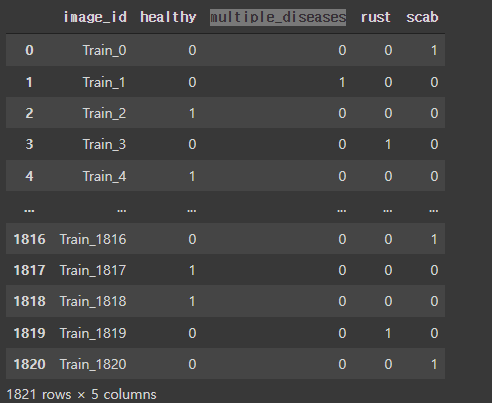 image_id healthy multiple_diseases rust scab
0 Train_0 0 0 0 1
1 Train_1 0 1 0 0
2 Train_2 1 0 0 0
3 Train_3 0 0 1 0
4 Train_4 1 0 0 0
... ... ... ... ... ...
1816 Train_1816 0 0 0 1
1817 Train_1817 1 0 0 0
1818 Train_1818 1 0 0 0
1819 Train_1819 0 0 1 0
1820 Train_1820 0 0 0 1
1821 rows × 5 columns